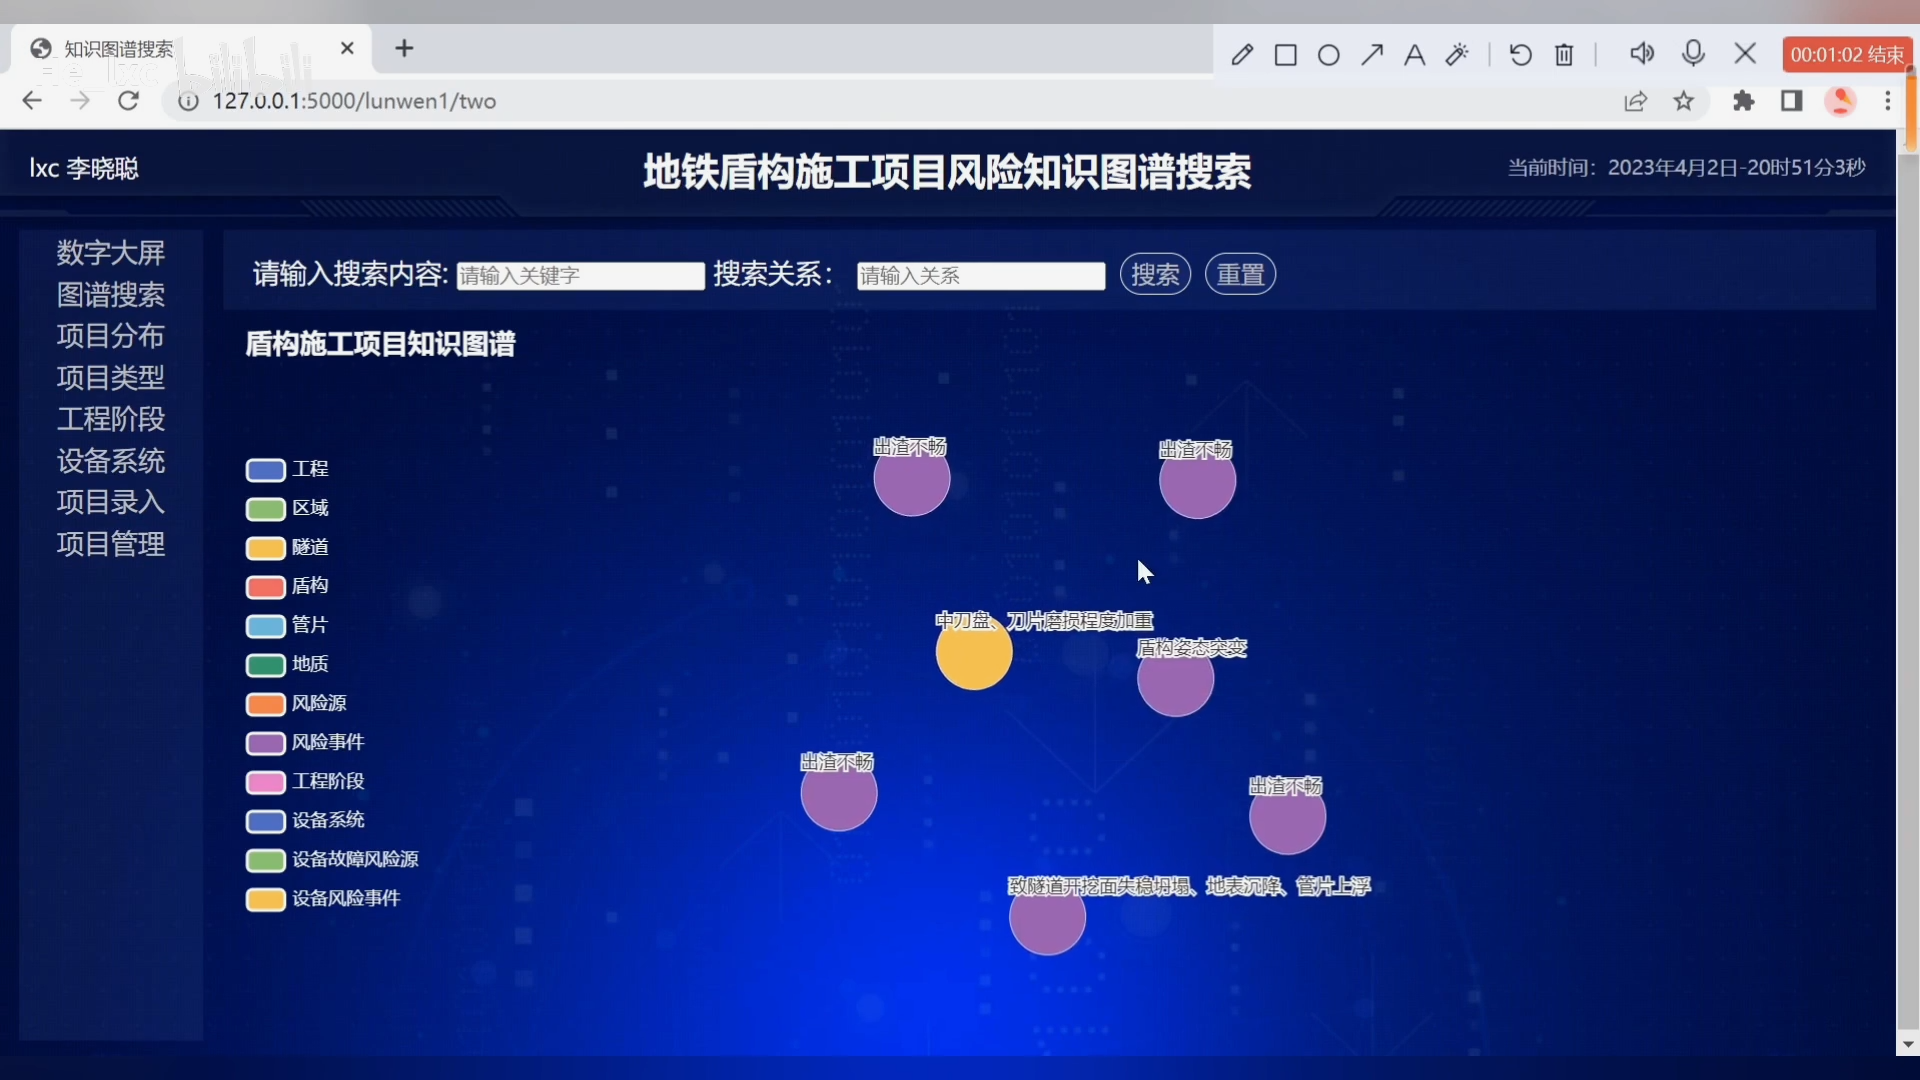 知识图谱搜索
00:01:02 结束
127.0.0.1:5000/lunwen1/two
lxc 李晓聪
地铁盾构施工项目风险知识图谱搜索
当前时间：2023年4月2日-20时51分3秒
数字大屏
图谱搜索
项目分布
项目类型
工程阶段
设备系统
项目录入
项目管理
请输入搜索内容: 请输入关键字 搜索关系： 请输入关系 搜索 重置
盾构施工项目知识图谱
工程
区域
隧道
盾构
管片
地质
风险源
风险事件
工程阶段
设备系统
设备故障风险源
设备风险事件
出渣不畅
出渣不畅
中刀盘、刀片磨损程度加重
盾构姿态突变
出渣不畅
出渣不畅
致隧道开挖面失稳坍塌、地表沉降、管片上浮